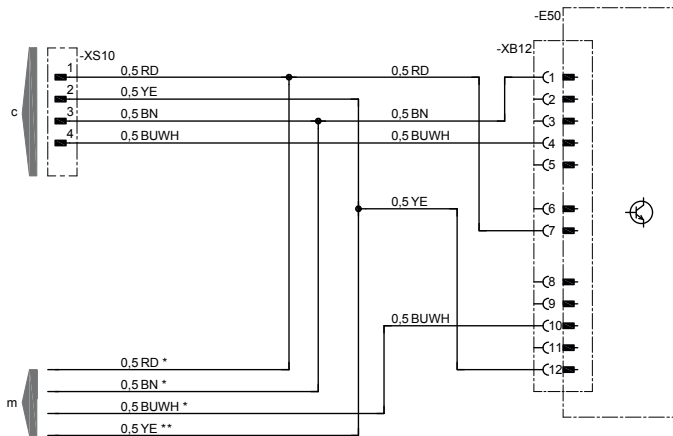 -E50
-XS10
-XB12
1 0,5 RD 0,5 RD 1
2 0,5 YE 2
c
3 0,5 BN 0,5 BN 3
4 0,5 BUWH 0,5 BUWH 4
5
0,5 YE 6
7
8
9
0,5 BUWH 10
11
0,5 RD * 12
0,5 BN *
m
0,5 BUWH *
0,5 YE **